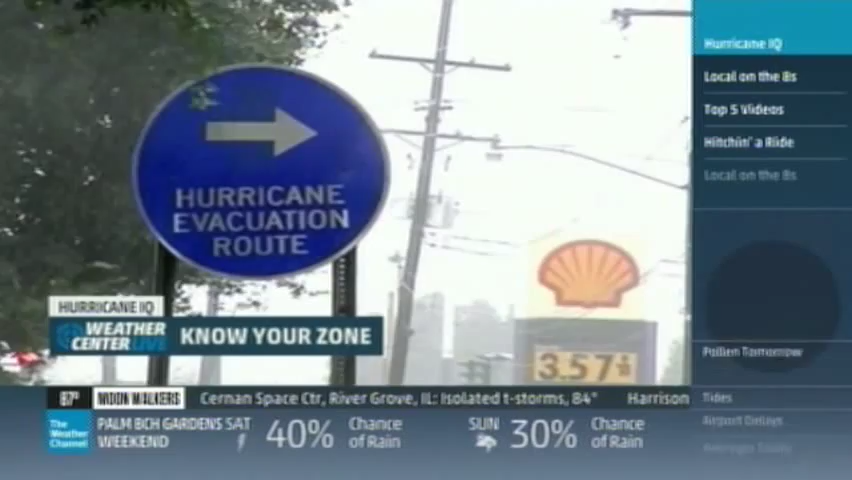 HURRICANE
EVACUATION
ROUTE
3.57
HURRICANE IQ
WEATHER
CENTER LIVE
KNOW YOUR ZONE
87°
MOON WALKERS
Cernan Space Ctr, River Grove, IL: Isolated t-storms, 84°
Harrison
The
Weather
Channel
PALM BCH GARDENS
WEEKEND
SAT
40%
Chance
of Rain
SUN
30%
Chance
of Rain
Hurricane IQ
Local on the 8s
Top 5 Videos
Hitchin' a Ride
Local on the 8s
Pollen Tomorrow
Tides
Airport Delays